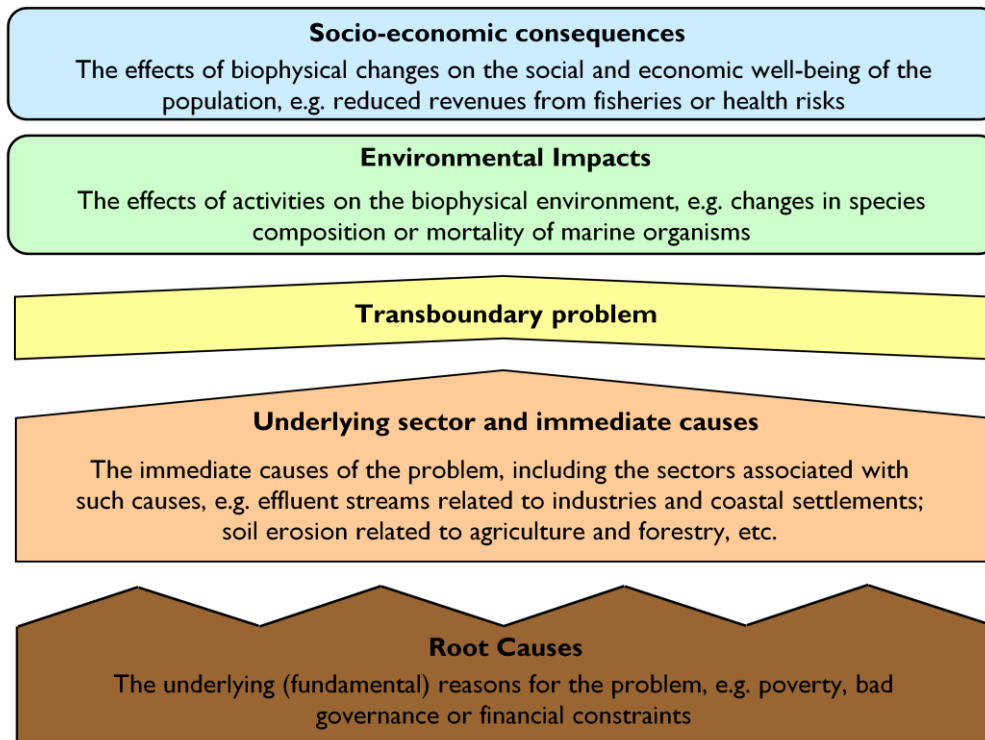 Socio-economic consequences
The effects of biophysical changes on the social and economic well-being of the
population, e.g. reduced revenues from fisheries or health risks
Environmental Impacts
The effects of activities on the biophysical environment, e.g. changes in species
composition or mortality of marine organisms
Transboundary problem
Underlying sector and immediate causes
The immediate causes of the problem, including the sectors associated with
such causes, e.g. effluent streams related to industries and coastal settlements;
soil erosion related to agriculture and forestry, etc.
Root Causes
The underlying (fundamental) reasons for the problem, e.g. poverty, bad
governance or financial constraints